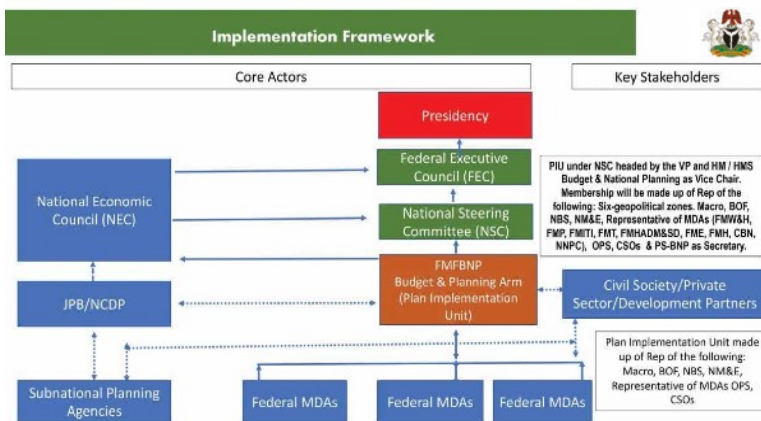 Implementation Framework
Core Actors
Key Stakeholders
Presidency
Federal Executive
Council (FEC)
National Economic
Council (NEC)
National Steering
Committee (NSC)
PIU under NSC headed by the VP and HM / HMS
Budget & National Planning as Vice Chair.
Membership will be made up of Rep of the
following: Six-geopolitical zones. Macro, BOF,
NBS, NM&E, Representative of MDAs (FMW&H,
FMP, FMITI, FMT, FMHADM&SD, FME, FMH, CBN,
NNPC), OPS, CSOs & PS-BNP as Secretary.
FMFBNP
Budget & Planning Arm
(Plan Implementation
Unit)
JPB/NCDP
Civil Society/Private
Sector/Development Partners
Plan Implementation Unit made
up of Rep of the following:
Macro, BOF, NBS, NM&E,
Representative of MDAs OPS,
CSOs
Subnational Planning
Agencies
Federal MDAs
Federal MDAs
Federal MDAs